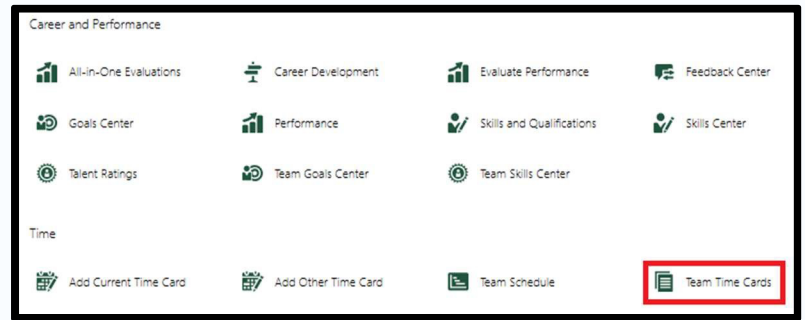 Career and Performance
All-in-One Evaluations Career Development Evaluate Performance Feedback Center
Goals Center Performance Skills and Qualifications Skills Center
Talent Ratings Team Goals Center Team Skills Center
Time
Add Current Time Card Add Other Time Card Team Schedule Team Time Cards